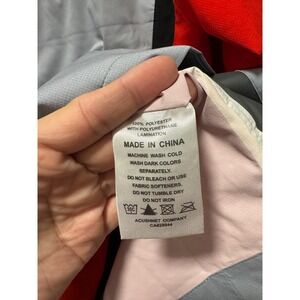 100% POLYESTER
WITH POLYURETHANE
LAMINATION
MADE IN CHINA
MACHINE WASH COLD
WASH DARK COLORS
SEPARATELY.
DO NOT BLEACH OR USE
FABRIC SOFTENERS.
DO NOT TUMBLE DRY
DO NOT IRON
ACUSHNET COMPANY